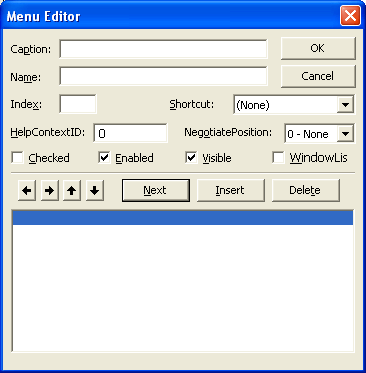 Menu Editor
Caption: OK
Name: Cancel
Index: Shortcut: (None)
HelpContextID: 0 NegotiatePosition: 0 - None
Checked Enabled Visible WindowLis
Next Insert Delete